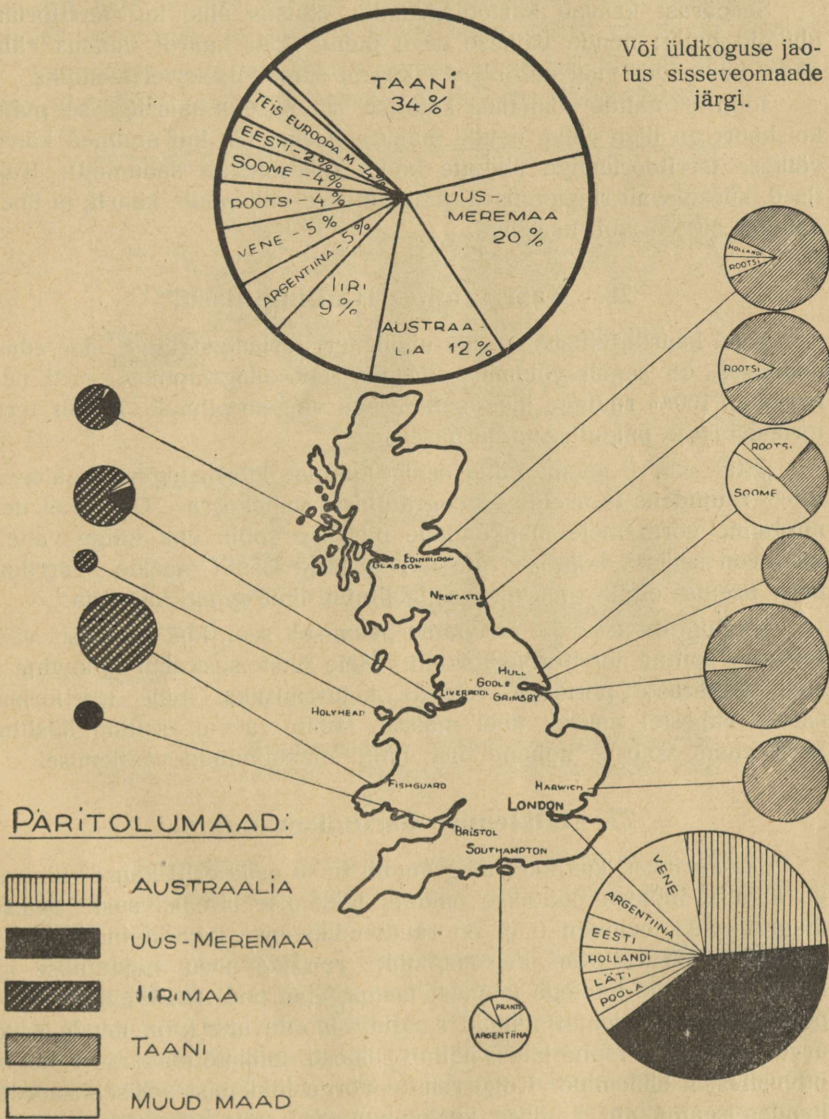 Või üldkoguse jao-
tus sisseveomaade
järgi.
TAANI
34%
TEIS EUROOPA M -4%
EESTI - 2%
SOOME - 4%
ROOTSI - 4%
VENE - 5%
ARGENTIINA - 5%
IIRI
9%
AUSTRAA-
LIA 12%
UUS-
MEREMAA
20%
HOLLANDI
ROOTSI
ROOTSI
ROOTSI
SOOME
EDINBURGH
GLASGOW
NEWCASTLE
HULL
GOOLE
GRIMSBY
LIVERPOOL
HOLYHEAD
FISHGUARD
HARWICH
LONDON
BRISTOL
SOUTHAMPTON
VENE
ARGENTIINA
EESTI
HOLLANDI
LÄTI
POOLA
PRANTS
ARGENTIINA
PÄRITOLUMAAD:
AUSTRAALIA
UUS-MEREMAA
IIRIMAA
TAANI
MUUD MAAD